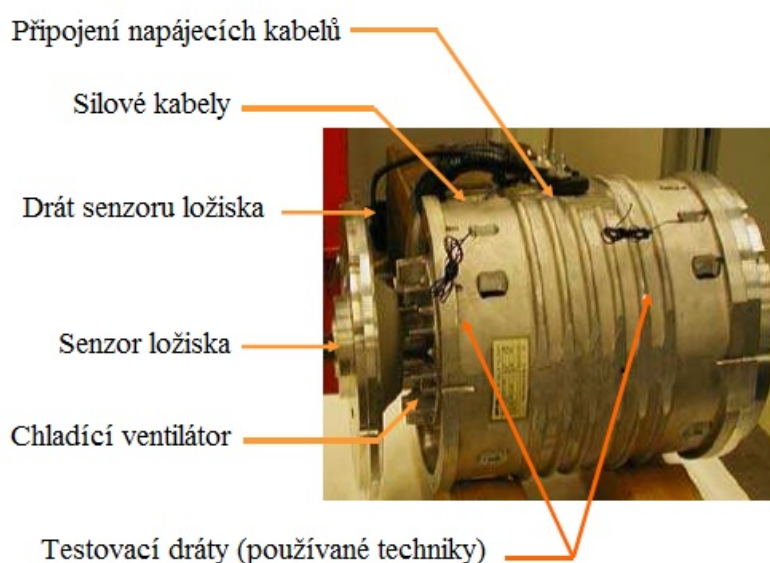 Připojení napájecích kabelů
Silové kabely
Drát senzoru ložiska
Senzor ložiska
Chladící ventilátor
Testovací dráty (používané techniky)